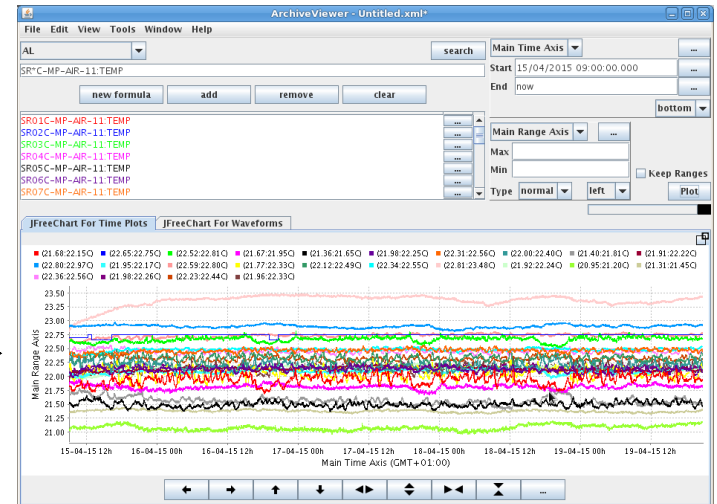 ArchiveViewer - Untitled.xml*
File Edit View Tools Window Help
AL search
SR*C-MP-AIR-11:TEMP
new formula add remove clear
SR01C-MP-AIR-11:TEMP ...
SR02C-MP-AIR-11:TEMP ...
SR03C-MP-AIR-11:TEMP ...
SR04C-MP-AIR-11:TEMP ...
SR05C-MP-AIR-11:TEMP ...
SR06C-MP-AIR-11:TEMP ...
SR07C-MP-AIR-11:TEMP ...
Main Time Axis ...
Start 15/04/2015 09:00:00.000 ...
End now ...
bottom
Main Range Axis ...
Max
Min Keep Ranges
Type normal left Plot
JFreeChart For Time Plots JFreeChart For Waveforms
(21.68:22.15C) (22.65:22.75C) (22.52:22.81C) (21.67:21.95C) (21.36:21.65C) (21.98:22.25C) (22.31:22.56C) (22.00:22.40C) (21.40:21.81C) (21.91:22.22C)
(22.80:22.97C) (21.95:22.17C) (22.59:22.80C) (21.77:22.33C) (22.12:22.49C) (22.34:22.55C) (22.81:23.48C) (21.92:22.24C) (20.95:21.20C) (21.31:21.45C)
(22.36:22.56C) (21.98:22.26C) (22.23:22.44C) (21.96:22.33C)
Main Range Axis
23.50
23.25
23.00
22.75
22.50
22.25
22.00
21.75
21.50
21.25
21.00
15-04-15 12h 16-04-15 00h 16-04-15 12h 17-04-15 00h 17-04-15 12h 18-04-15 00h 18-04-15 12h 19-04-15 00h 19-04-15 12h
Main Time Axis (GMT+01:00)
...